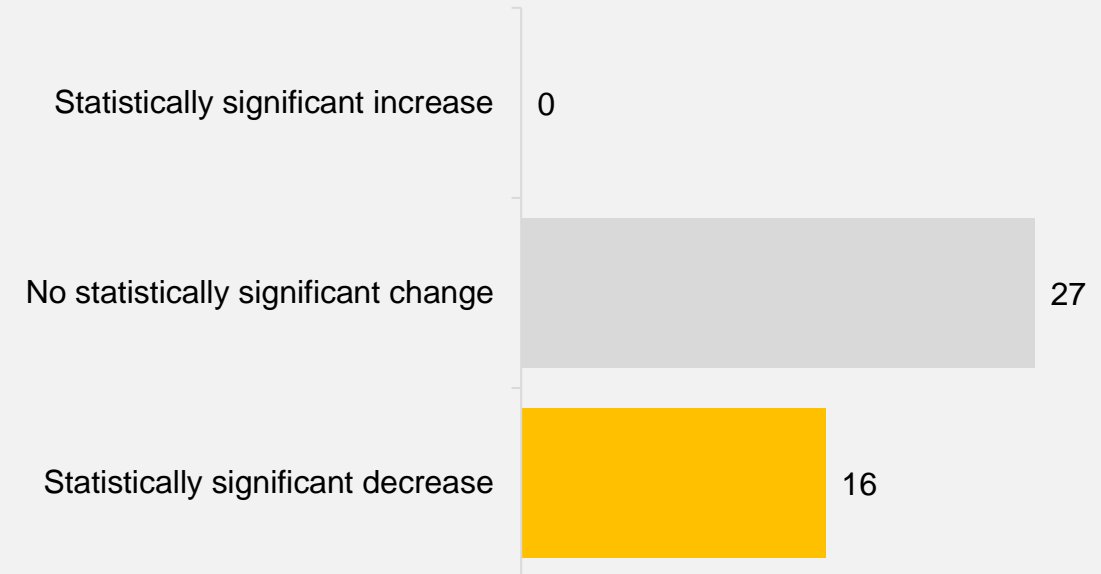 Statistically significant increase 0
No statistically significant change 27
Statistically significant decrease 16